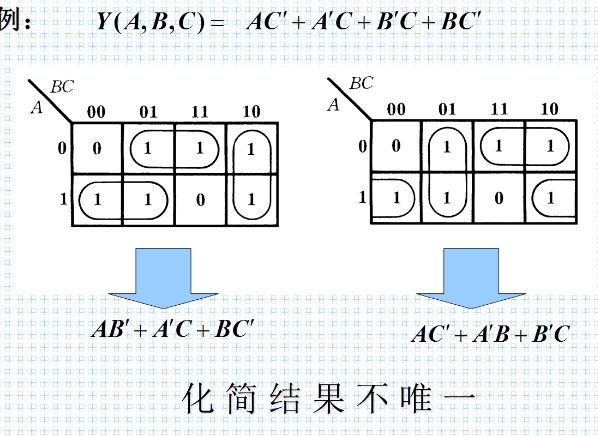 例： Y(A,B,C)= AC′+A′C+B′C+BC′
BC BC
A A
00 01 11 10 00 01 11 10
0 0 1 1 1 0 0 1 1 1
1 1 1 0 1 1 1 1 0 1
AB′+A′C+BC′ AC′+A′B+B′C
化简结果不唯一